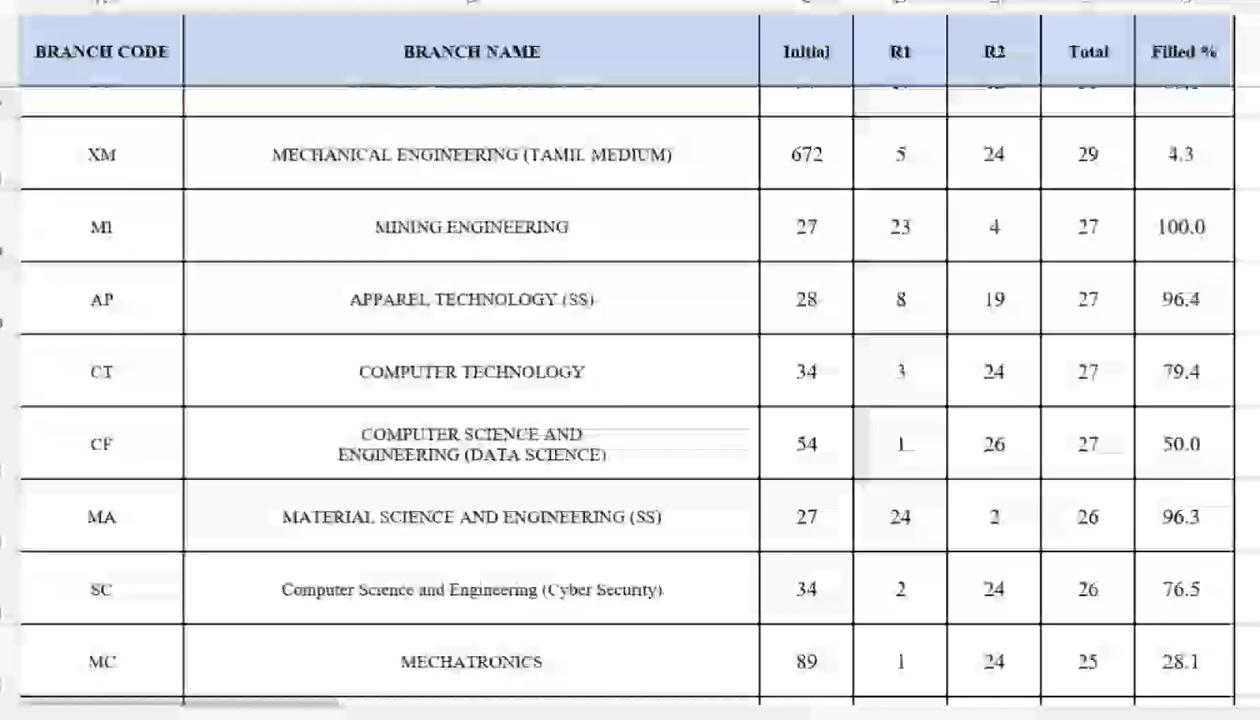 BRANCH CODE BRANCH NAME Initial R1 R2 Total Filled %
XM MECHANICAL ENGINEERING (TAMIL MEDIUM) 672 5 24 29 4.3
MI MINING ENGINEERING 27 23 4 27 100.0
AP APPAREL TECHNOLOGY (SS) 28 8 19 27 96.4
CT COMPUTER TECHNOLOGY 34 3 24 27 79.4
CF COMPUTER SCIENCE AND
ENGINEERING (DATA SCIENCE) 54 1 26 27 50.0
MA MATERIAL SCIENCE AND ENGINEERING (SS) 27 24 2 26 96.3
SC Computer Science and Engineering (Cyber Security) 34 2 24 26 76.5
MC MECHATRONICS 89 1 24 25 28.1